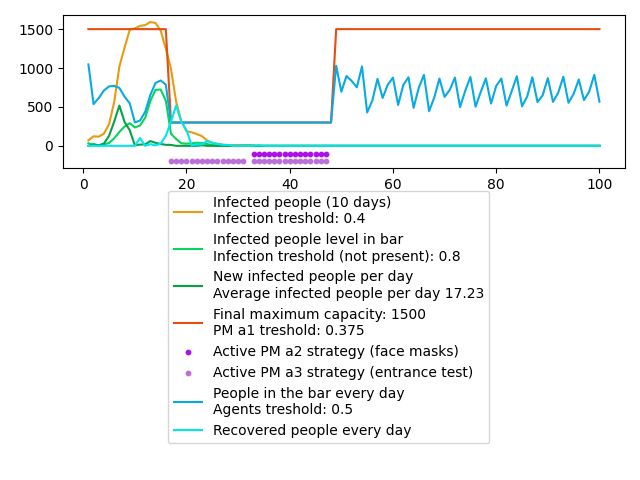 1500
1000
500
0
0
20
40
60
80
100
Infected people (10 days)
Infection treshold: 0.4
Infected people level in bar
Infection treshold (not present): 0.8
New infected people per day
Average infected people per day 17.23
Final maximum capacity: 1500
PM a1 treshold: 0.375
Active PM a2 strategy (face masks)
Active PM a3 strategy (entrance test)
People in the bar every day
Agents treshold: 0.5
Recovered people every day